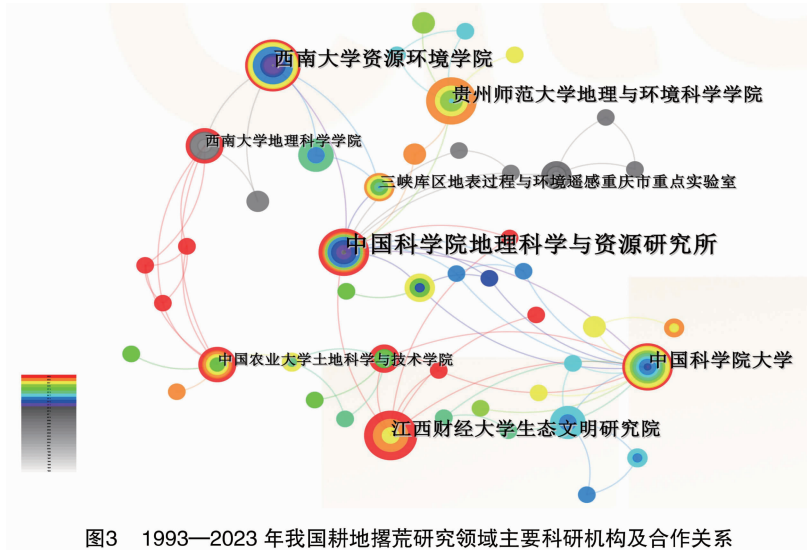 西南大学资源环境学院
贵州师范大学地理与环境科学学院
西南大学地理科学学院
三峡库区地表过程与环境遥感重庆市重点实验室
中国科学院地理科学与资源研究所
中国农业大学土地科学与技术学院
中国科学院大学
江西财经大学生态文明研究院
图3 1993—2023 年我国耕地撂荒研究领域主要科研机构及合作关系